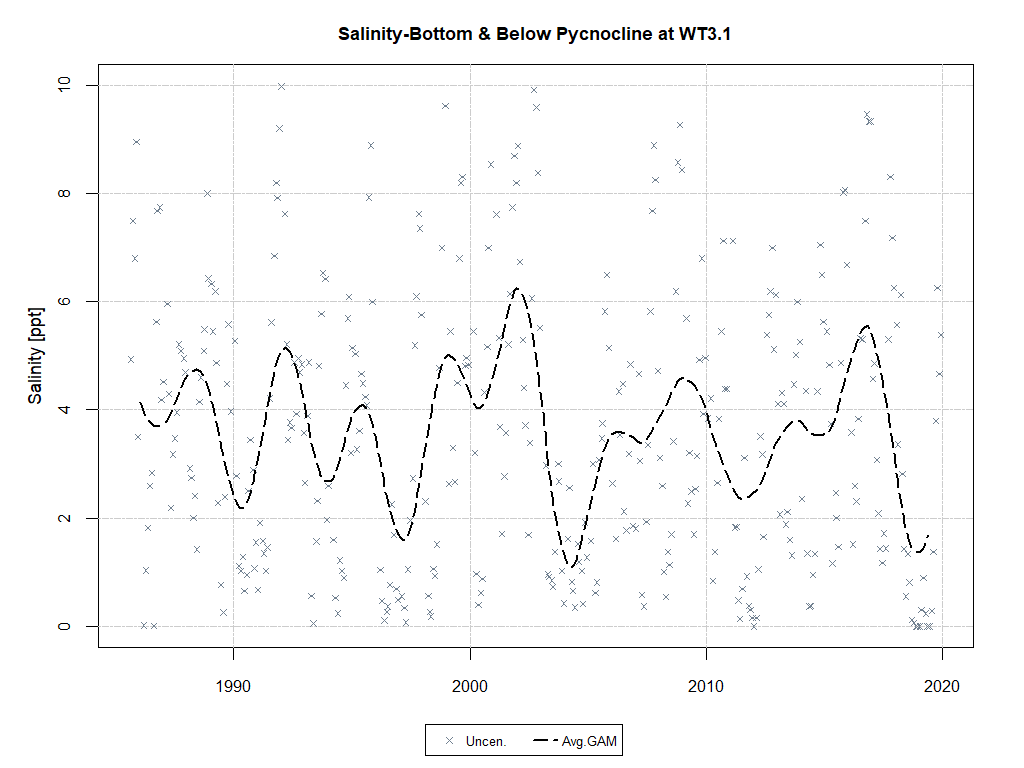 Salinity-Bottom & Below Pycnocline at WT3.1
Salinity [ppt]
10
8
6
4
2
0
1990
2000
2010
2020
Uncen.
Avg.GAM